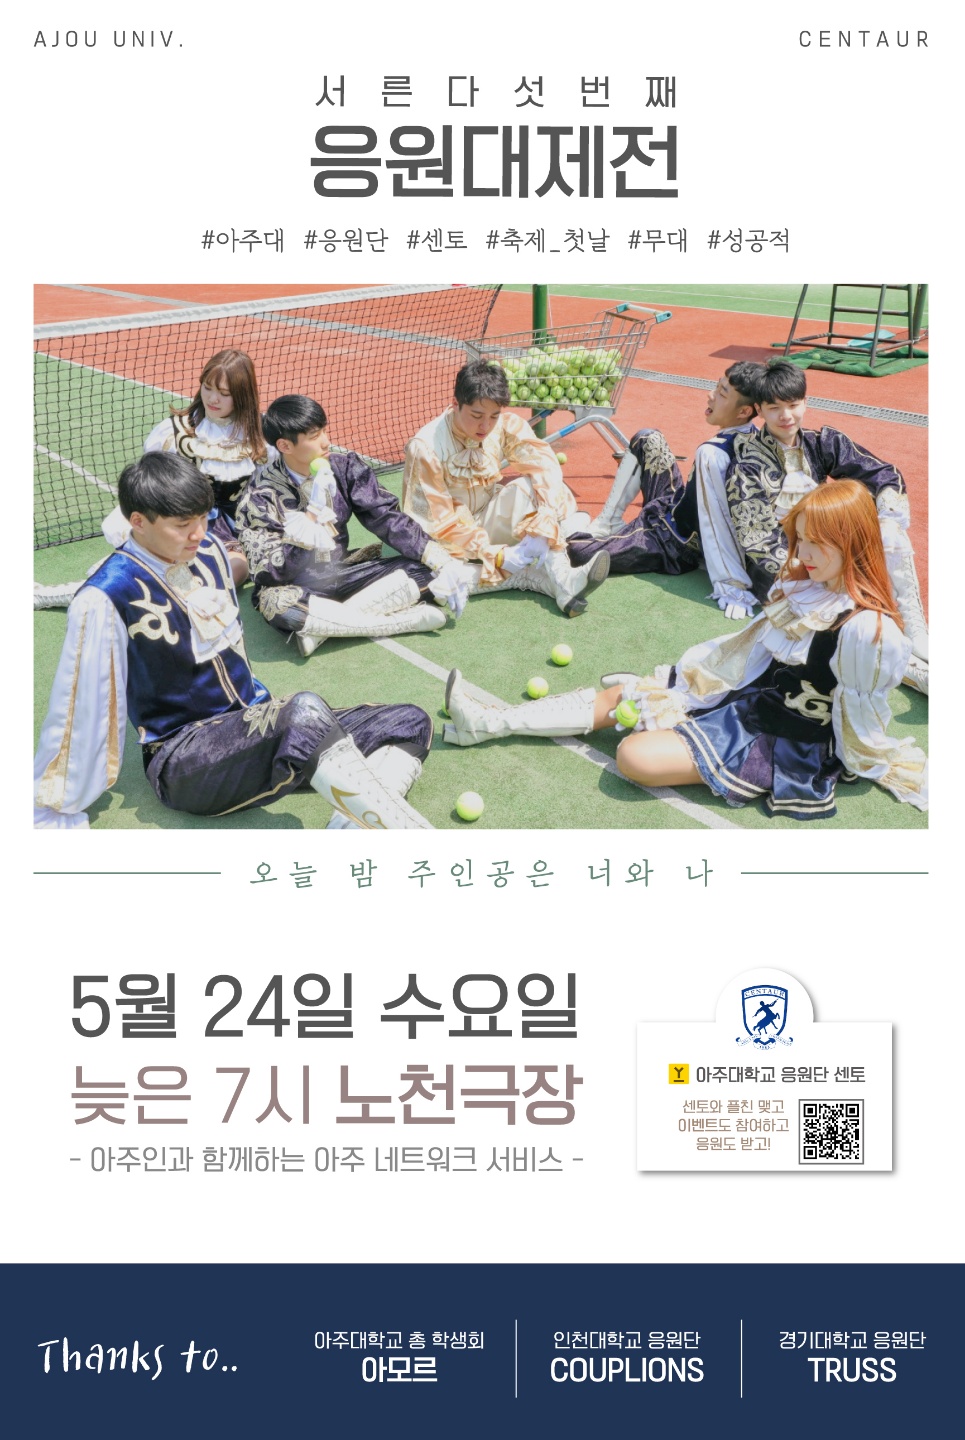 AJOU UNIV.
CENTAUR
서른다섯번째
응원대제전
#아주대 #응원단 #센토 #축제_첫날 #무대 #성공적
오늘 밤 주인공은 너와 나
5월 24일 수요일
늦은 7시 노천극장
- 아주인과 함께하는 아주 네트워크 서비스 -
CENTAUR
아주대학교 응원단 센토
센토와 플친 맺고
이벤트도 참여하고
응원도 받고!
Thanks to..
아주대학교 총 학생회
아모르
인천대학교 응원단
COUPLIONS
경기대학교 응원단
TRUSS